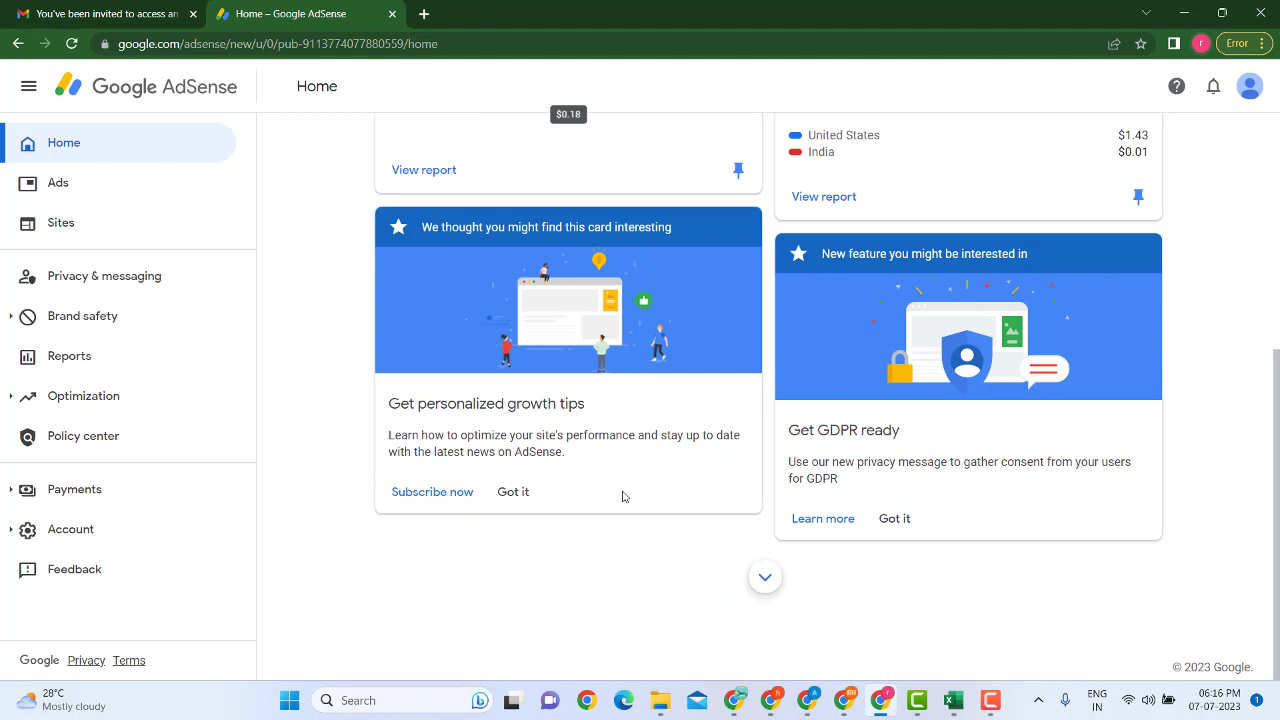 You've been invited to access an
Home – Google AdSense
google.com/adsense/new/u/0/pub-9113774077880559/home
r
Error
Google AdSense
Home
Home
Ads
Sites
Privacy & messaging
Brand safety
Reports
Optimization
Policy center
Payments
Account
Feedback
Google Privacy Terms
$0.18
View report
We thought you might find this card interesting
Get personalized growth tips
Learn how to optimize your site's performance and stay up to date
with the latest news on AdSense.
Subscribe now Got it
United States $1.43
India $0.01
View report
New feature you might be interested in
Get GDPR ready
Use our new privacy message to gather consent from your users
for GDPR
Learn more Got it
© 2023 Google.
28°C
Mostly cloudy
Search
ENG
IN
06:16 PM
07-07-2023
1